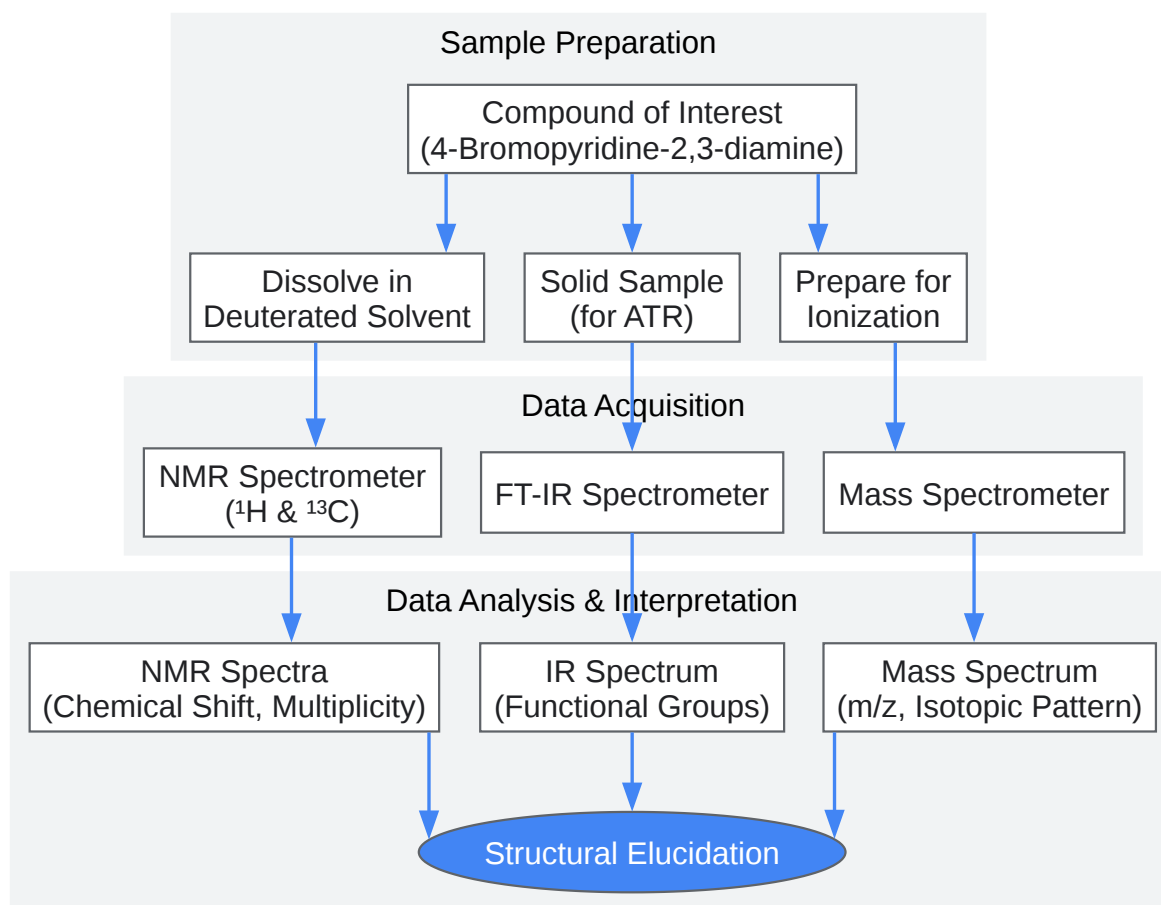 Sample Preparation
Compound of Interest
(4-Bromopyridine-2,3-diamine)
Dissolve in
Deuterated Solvent
Solid Sample
(for ATR)
Prepare for
Ionization
Data Acquisition
NMR Spectrometer
(¹H & ¹³C)
FT-IR Spectrometer
Mass Spectrometer
Data Analysis & Interpretation
NMR Spectra
(Chemical Shift, Multiplicity)
IR Spectrum
(Functional Groups)
Mass Spectrum
(m/z, Isotopic Pattern)
Structural Elucidation